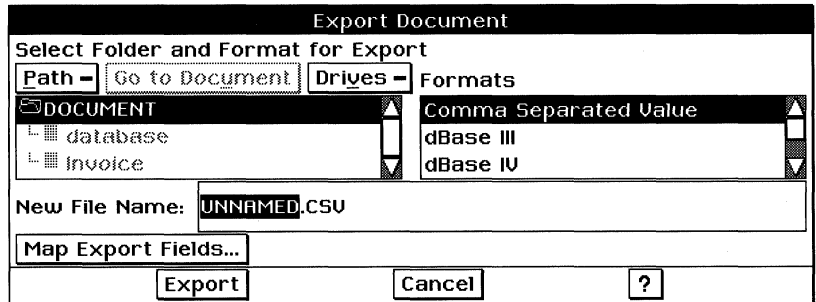 Export Document
Select Folder and Format for Export
Path Go to Document Drives Formats
DOCUMENT Comma Separated Value
database dBase III
Invoice dBase IV
New File Name: UNNAMED.CSV
Map Export Fields...
Export Cancel ?